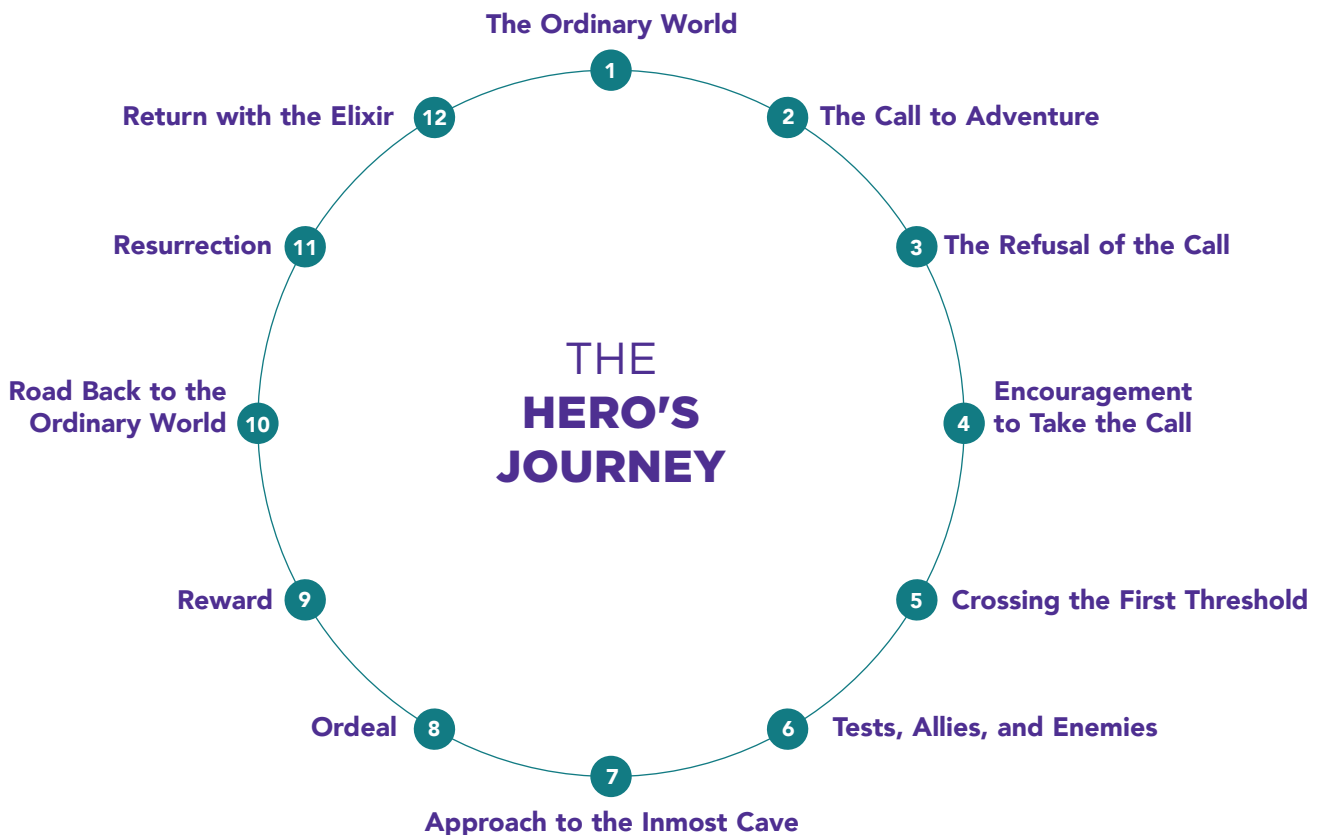 The Ordinary World
1
2
The Call to Adventure
3
The Refusal of the Call
4
Encouragement
to Take the Call
5
Crossing the First Threshold
6
Tests, Allies, and Enemies
7
Approach to the Inmost Cave
Ordeal
8
Reward
9
Road Back to the
Ordinary World
10
Resurrection
11
Return with the Elixir
12
THE
HERO'S
JOURNEY